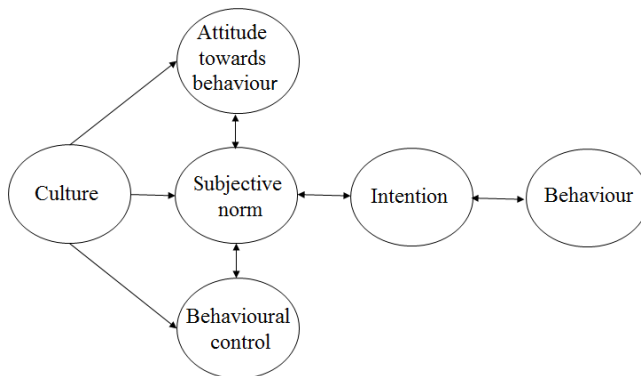 Attitude
towards
behaviour
Culture
Subjective
norm
Intention
Behaviour
Behavioural
control